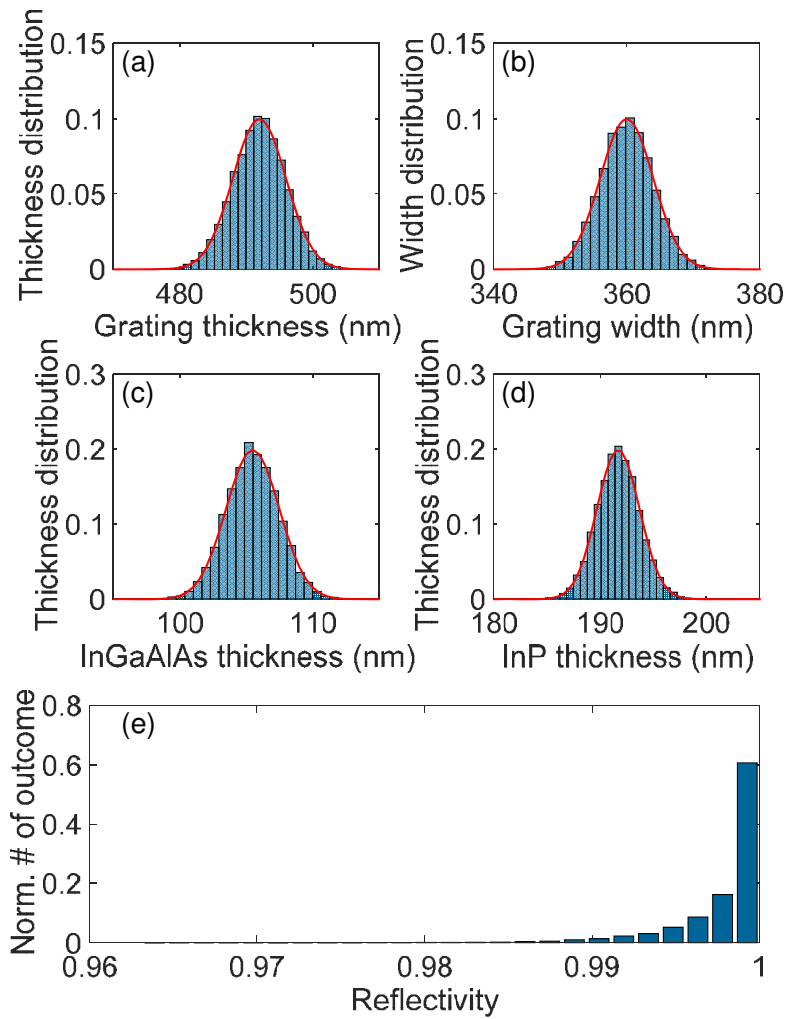 (a)
Thickness distribution
0.15
0.1
0.05
0
480 500
Grating thickness (nm)
(b)
Width distribution
0.15
0.1
0.05
0
340 360 380
Grating width (nm)
(c)
Thickness distribution
0.3
0.2
0.1
0
100 110
InGaAlAs thickness (nm)
(d)
Thickness distribution
0.3
0.2
0.1
0
180 190 200
InP thickness (nm)
(e)
Norm. # of outcome
0.8
0.6
0.4
0.2
0
0.96 0.97 0.98 0.99 1
Reflectivity